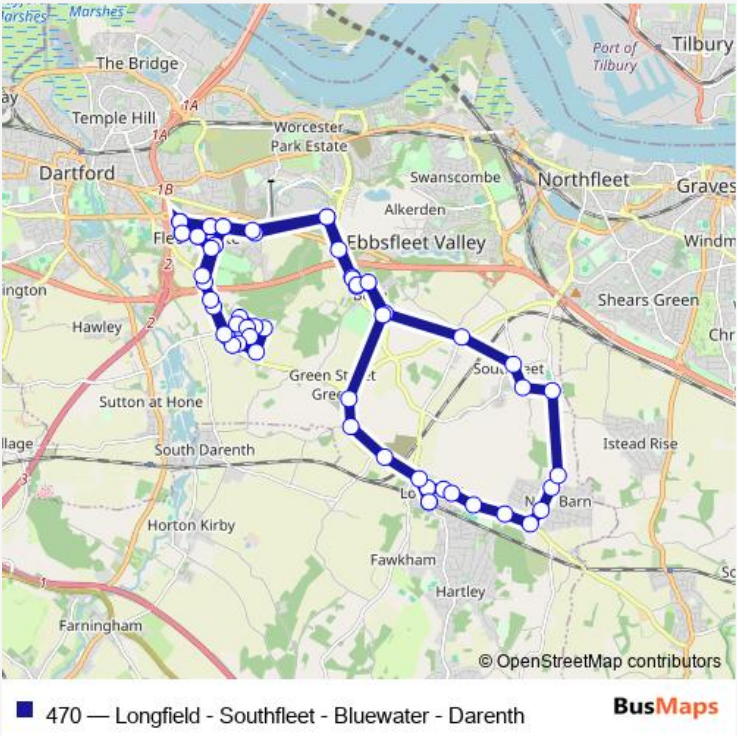 Marshes
Marshes
The Bridge
Port of
Tilbury
Tilbury
1A
Temple Hill
1A
Worcester
Park Estate
Dartford
Swanscombe
Northfleet
Graves
1B
Alkerden
Ebbsfleet Valley
Windm
2
ington
Shears Green
Hawley
2
Chr
Green Street
Green
Sutton at Hone
Istead Rise
llage
South Darenth
3
Barn
Horton Kirby
Fawkham
Sc
1
Hartley
Farningham
© OpenStreetMap contributors
470 — Longfield - Southfleet - Bluewater - Darenth
BusMaps